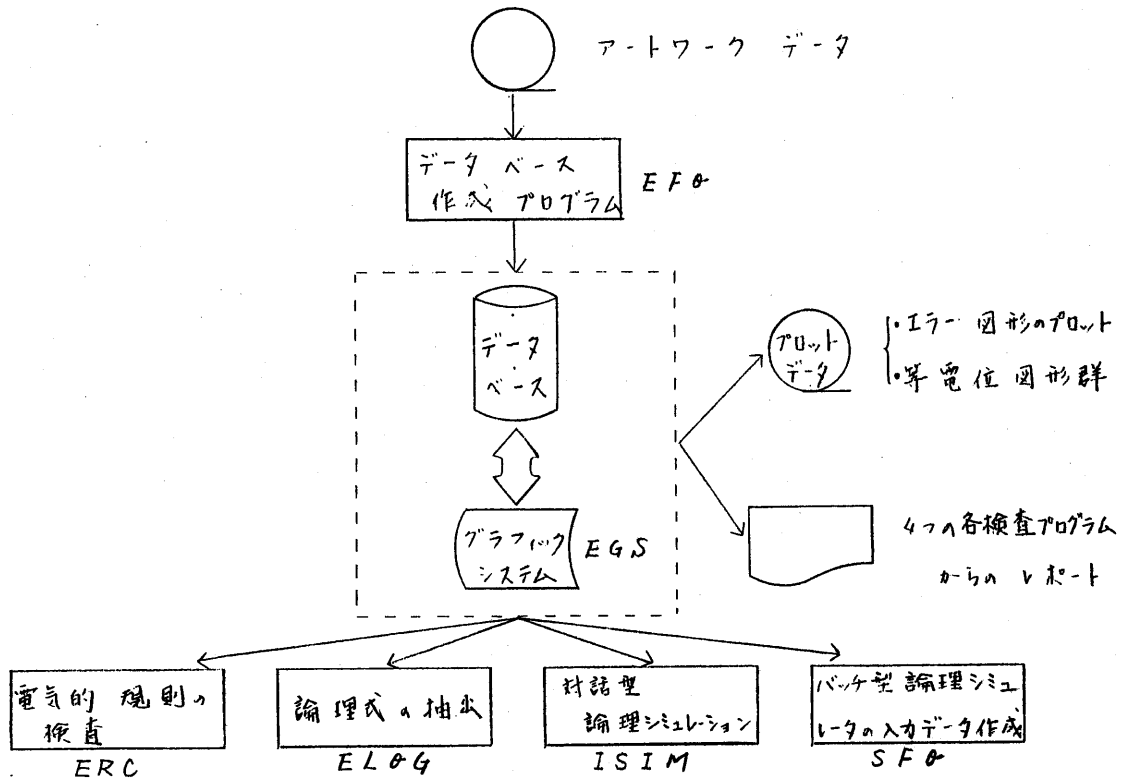 アートワーク データ
データ ベース
作成 プログラム
EFO
データ
ベース
プロット
データ
・エラー図形のプロット
・等電位図形群
グラフィック
システム
EGS
4つの各検査プログラム
からの レポート
電気的 規則の
検査
ERC
論理式の抽出
ELOG
対話型
論理シミュレーション
ISIM
バッチ型論理シミュ
レータの入力データ作成
SFO